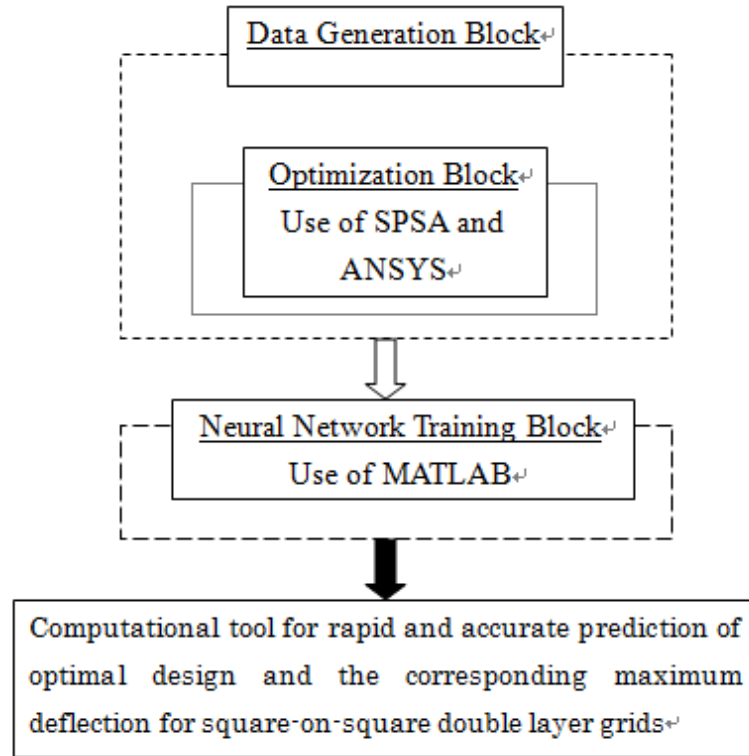 Data Generation Block↵
Optimization Block↵
Use of SPSA and
ANSYS↵
Neural Network Training Block↵
Use of MATLAB↵
Computational tool for rapid and accurate prediction of
optimal design and the corresponding maximum
deflection for square-on-square double layer grids↵